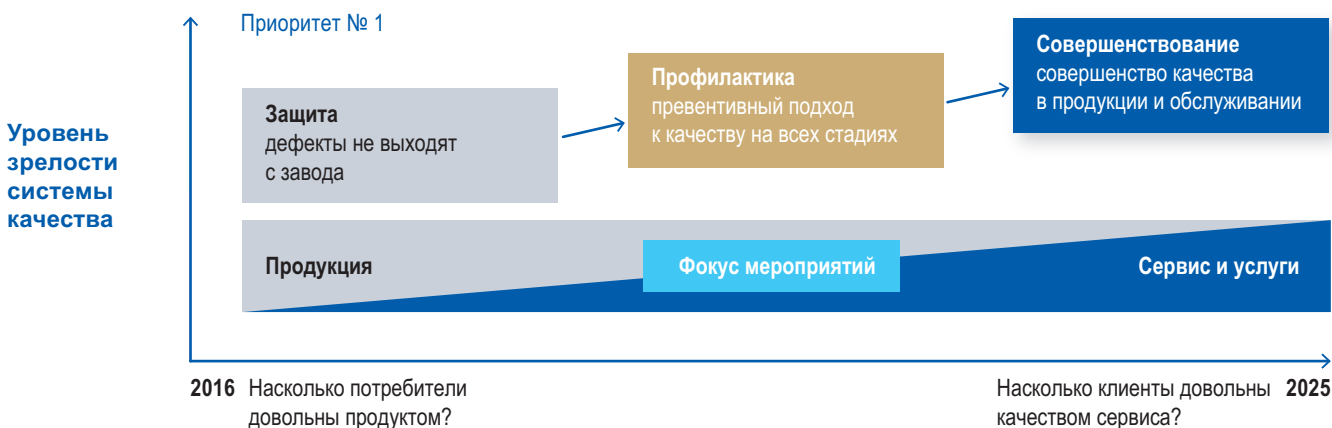 Приоритет № 1
Уровень
зрелости
системы
качества
Защита
дефекты не выходят
с завода
Профилактика
превентивный подход
к качеству на всех стадиях
Совершенствование
совершенство качества
в продукции и обслуживании
Продукция
Фокус мероприятий
Сервис и услуги
2016 Насколько потребители
довольны продуктом?
Насколько клиенты довольны 2025
качеством сервиса?